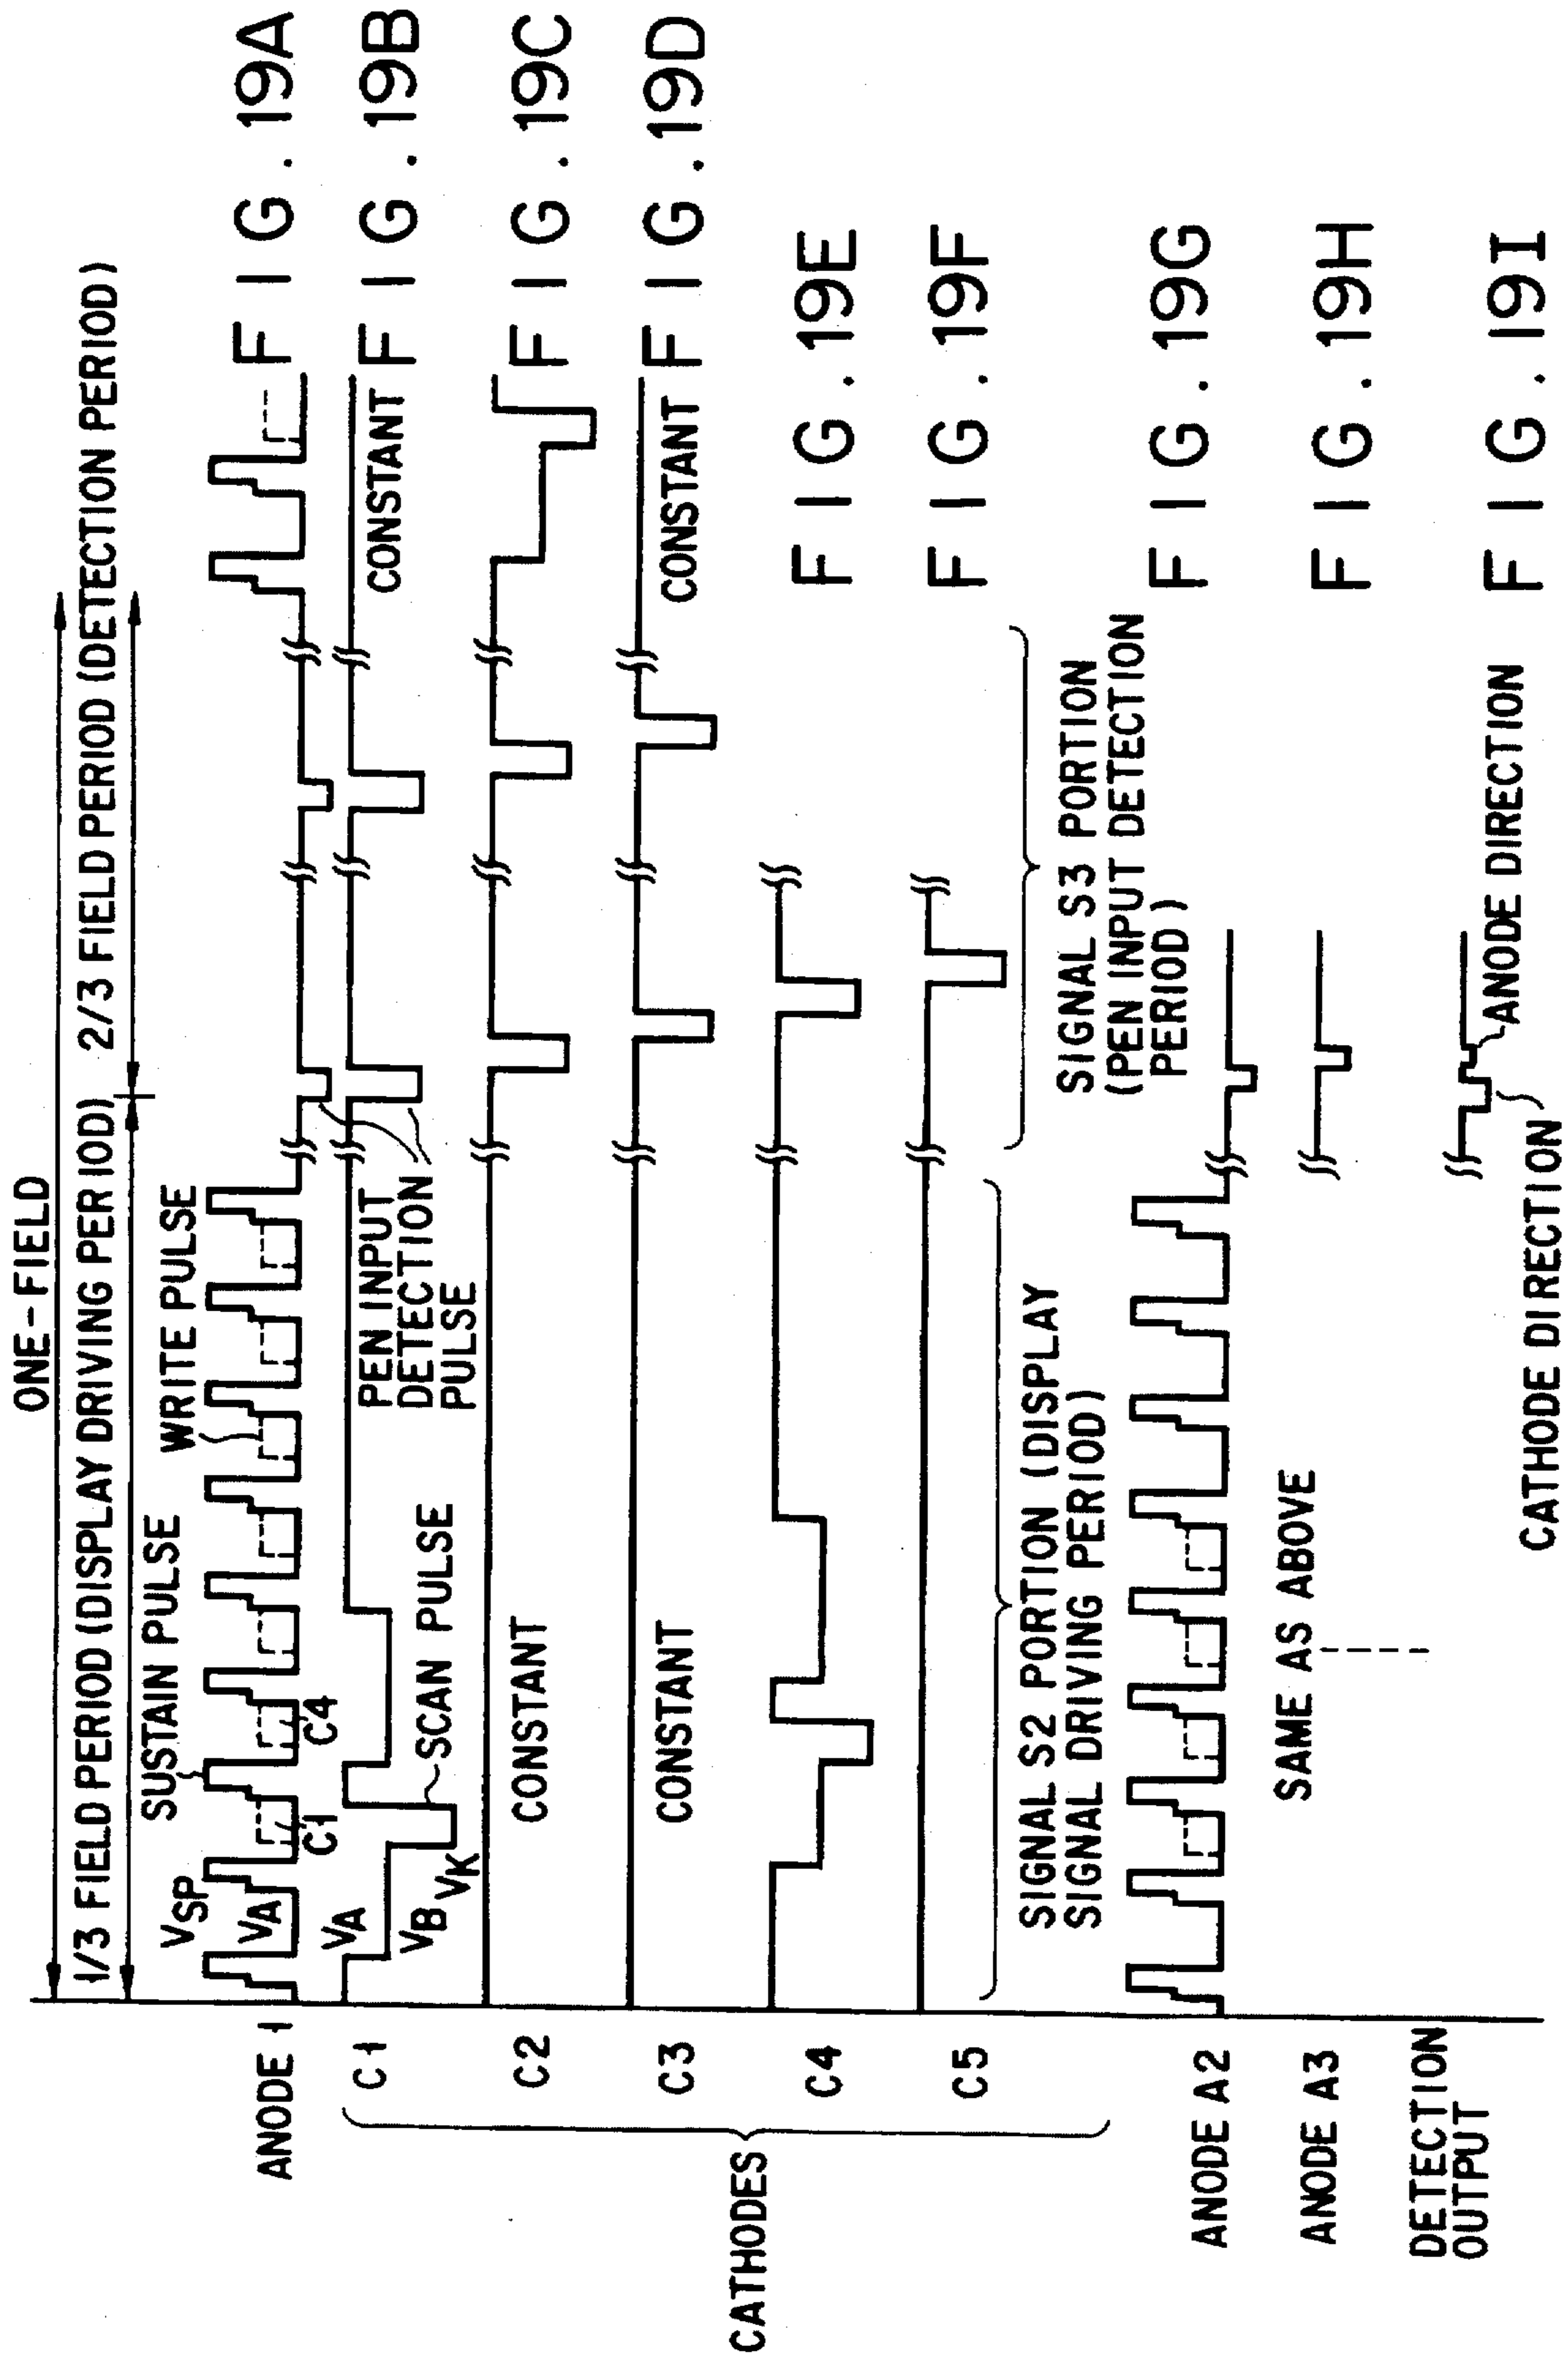 ONE-FIELD
1/3 FIELD PERIOD (DISPLAY DRIVING PERIOD) 2/3 FIELD PERIOD (DETECTION PERIOD)
SUSTAIN PULSE
WRITE PULSE
VSP
VA
C1
C4
ANODE 1
FIG. 19A
CATHODES
C1
VA
VB
VK
SCAN PULSE
PEN INPUT
DETECTION
PULSE
CONSTANT
FIG. 19B
C2
CONSTANT
FIG. 19C
C3
CONSTANT
CONSTANT
FIG. 19D
C4
FIG. 19E
C5
FIG. 19F
SIGNAL S2 PORTION (DISPLAY
SIGNAL DRIVING PERIOD)
SIGNAL S3 PORTION
(PEN INPUT DETECTION
PERIOD)
ANODE A2
FIG. 19G
ANODE A3
SAME AS ABOVE
FIG. 19H
DETECTION
OUTPUT
CATHODE DIRECTION
ANODE DIRECTION
FIG. 19I